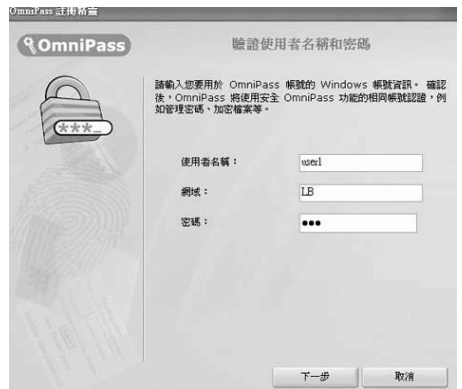 OmniPass 註冊精靈
OmniPass
驗證使用者名稱和密碼
請輸入您要用於 OmniPass 帳號的 Windows 帳號資訊。 確認
後,OmniPass 將使用安全 OmniPass 功能的相同帳號認證,例
如管理密碼、加密檔案等。
***_
使用者名稱:
user1
網域:
LB
密碼:
●●●
下一步
取消